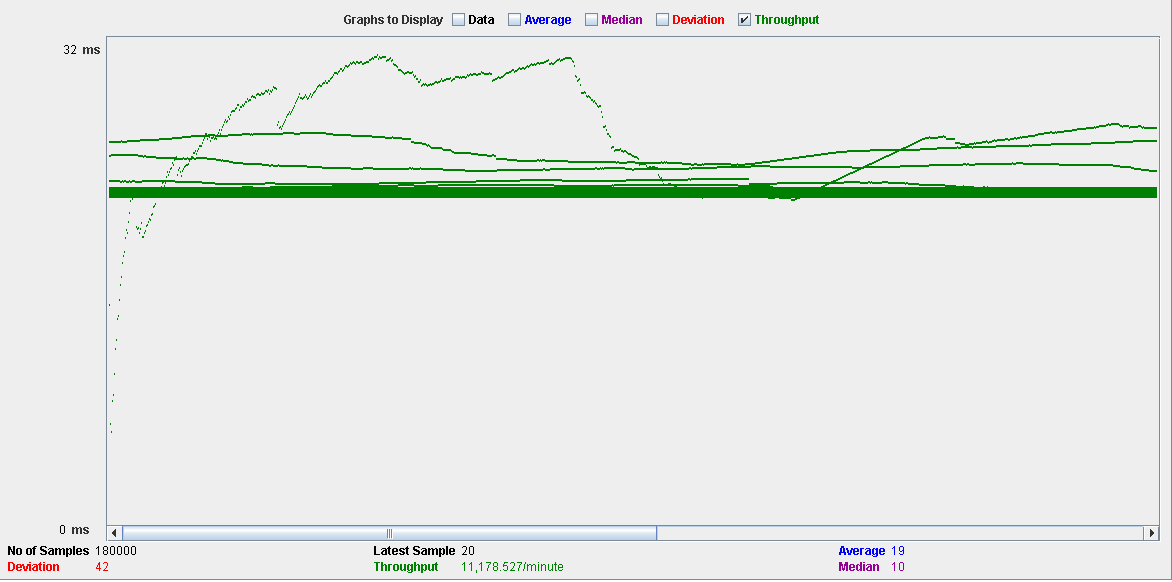 Graphs to Display Data Average Median Deviation Throughput
32 ms
0 ms
No of Samples 180000 Latest Sample 20 Average 19
Deviation 42 Throughput 11,178.527/minute Median 10